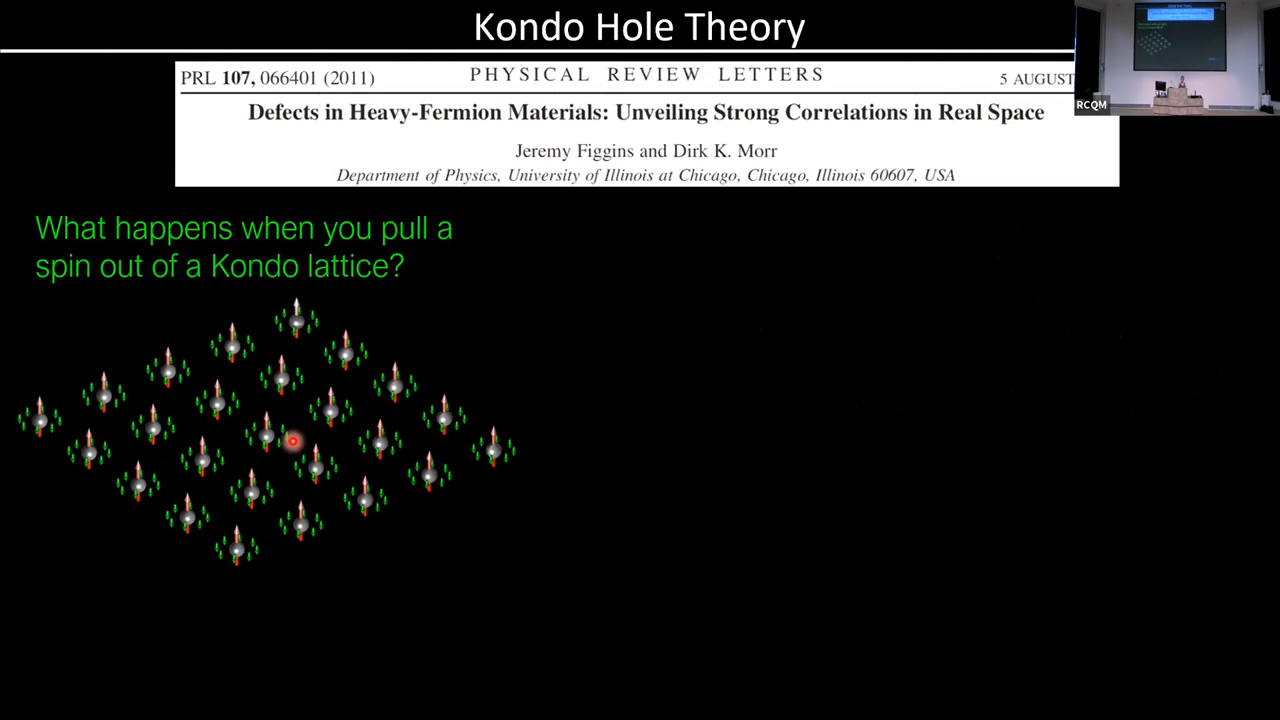 Kondo Hole Theory
PRL 107, 066401 (2011)
PHYSICAL REVIEW LETTERS
5 AUGUST
Defects in Heavy-Fermion Materials: Unveiling Strong Correlations in Real Space
Jeremy Figgins and Dirk K. Morr
Department of Physics, University of Illinois at Chicago, Chicago, Illinois 60607, USA
RCQM
What happens when you pull a
spin out of a Kondo lattice?